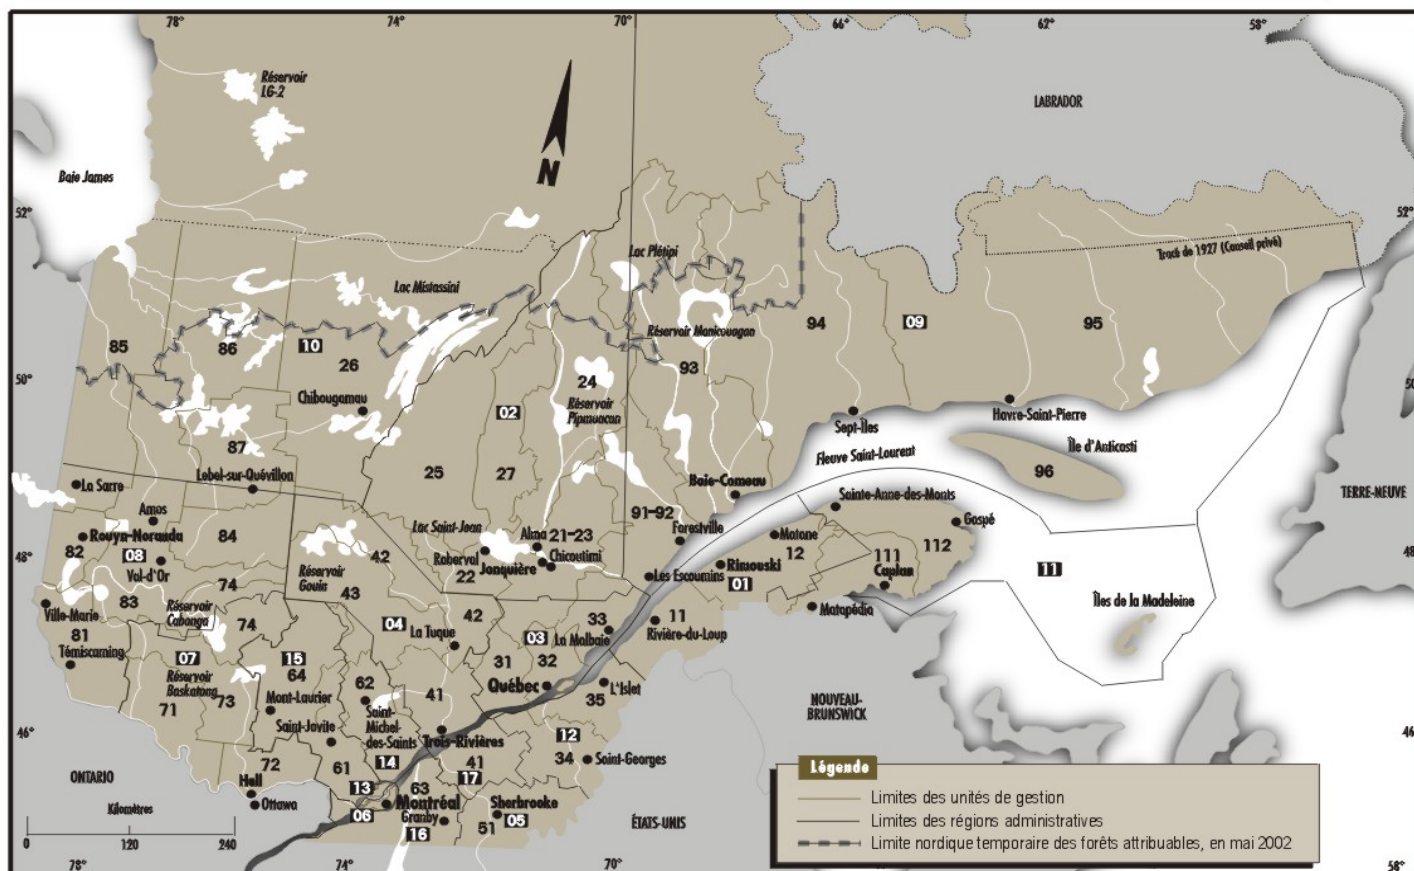 78°
74°
70°
66°
62°
58°
Réservoir
LG-2
LABRADOR
N
Baie James
52°
52°
Lac Plétipi
Tracé de 1927 (Conseil privé)
Lac Mistassini
Réservoir Manicouagan
94
09
95
85
86
10
26
93
50°
24
Chibougamau
02
Réservoir
Pipmuacan
Havre-Saint-Pierre
Sept-Îles
87
Île d'Anticosti
Fleuve Saint-Laurent
25
27
96
Lebel-sur-Quévillon
La Sarre
Baie-Comeau
TERRE-NEUVE
Sainte-Anne-des-Monts
Amos
91-92
Gaspé
Rouyn-Noranda
84
Lac Saint-Jean
Alma
21-23
Forestville
Matane
12
112
111
48°
82
08
42
Roberval
Chicoutimi
Val-d'Or
Réservoir
Gouin
22
Jonquière
Les Escoumins
Rimouski
01
Caplan
11
74
43
83
Réservoir
Cabonga
Ville-Marie
Matapédia
Îles de la Madeleine
81
74
04
42
33
11
La Tuque
03
La Malbaie
Rivière-du-Loup
Témiscaming
07
15
64
31
32
Réservoir
Baskatong
62
Québec
L'Islet
71
73
Mont-Laurier
41
35
NOUVEAU-
BRUNSWICK
46°
Saint-Jovite
Saint-
Michel-
des-Saints
Trois-Rivières
12
72
61
14
41
34
Saint-Georges
ONTARIO
17
Hull
13
63
Montréal
Sherbrooke
Ottawa
06
Granby
05
Kilomètres
16
51
ÉTATS-UNIS
0
120
240
78°
74°
70°
58°
Légende
Limites des unités de gestion
Limites des régions administratives
Limite nordique temporaire des forêts attribuables, en mai 2002